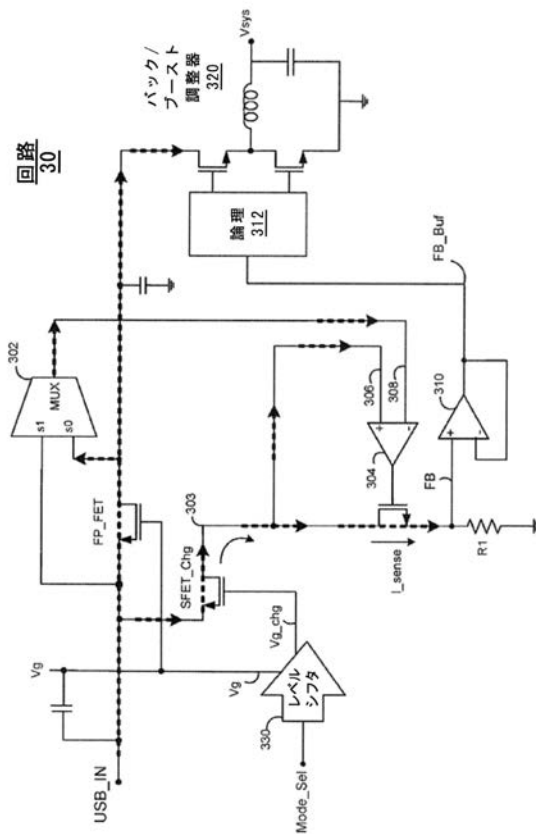 回路
30
バック/
ブースト
調整器
320
Vsys
302
MUX
s1
s0
論理
312
FB_Buf
FP_FET
306
308
304
310
FB
303
SFET_Chg
I_sense
R1
Vg
Vg
Vg_chg
レベル
シフタ
330
USB_IN
Mode_Sel
+
-
+
-